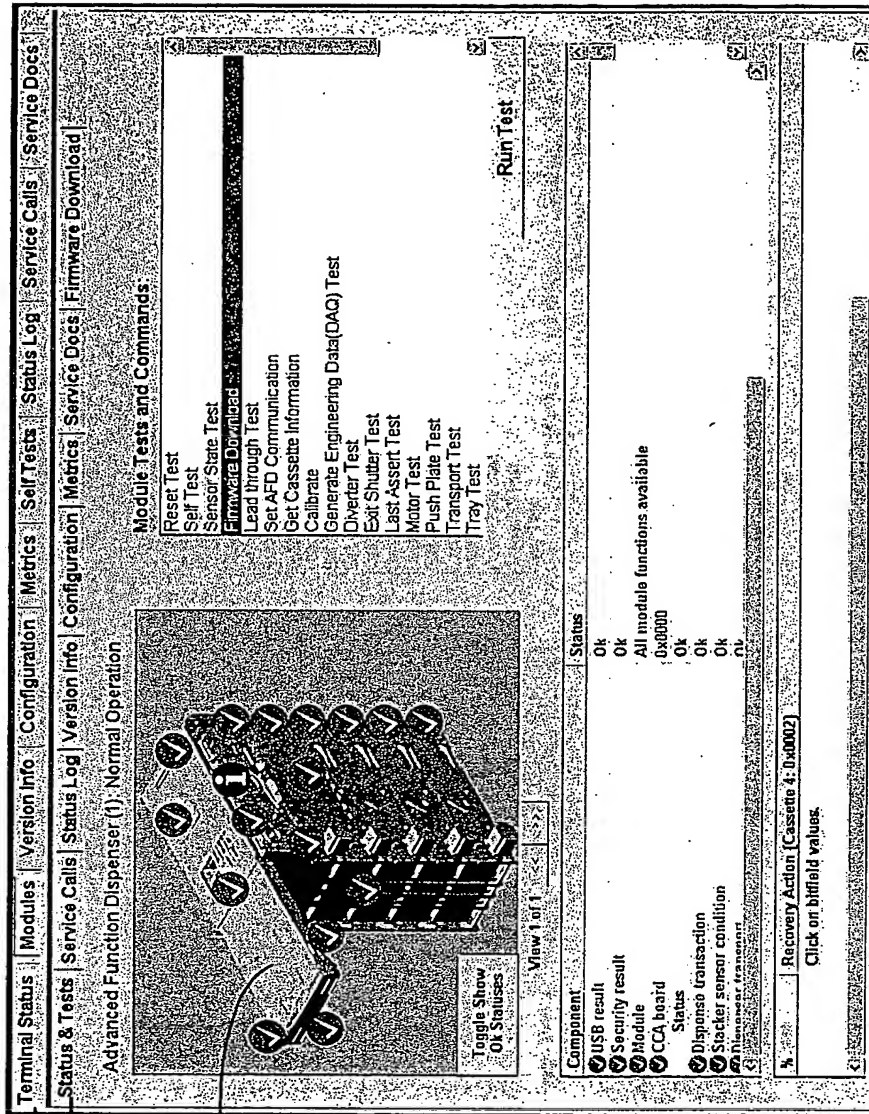 Terminal Status Modules Version Info Configuration Metrics Self Tests Status Log Service Calls Service Docs
Status & Tests Service Calls Status Log Version Info Configuration Metrics Service Docs Firmware Download
Advanced Function Dispenser(I): Normal Operation
Toggle Show
Ok Statuses
View 1 of 1 << >>
Module Tests and Commands:
Reset Test
Self Test
Sensor State Test
Firmware Download
Lead through Test
Set AFD Communication
Get Cassette Information
Calibrate
Generate Engineering Data(DAQ) Test
Diverter Test
Exit Shutter Test
Last Assert Test
Motor Test
Push Plate Test
Transport Test
Tray Test
Run Test
Component Status
USB result Ok
Security result Ok
Module All module functions available
CCA board 0x0000
Status Ok
Dispense transaction Ok
Stacker sensor condition Ok
% Recovery Action [Cassette 4: 0x0002]
Click on bitfield values.